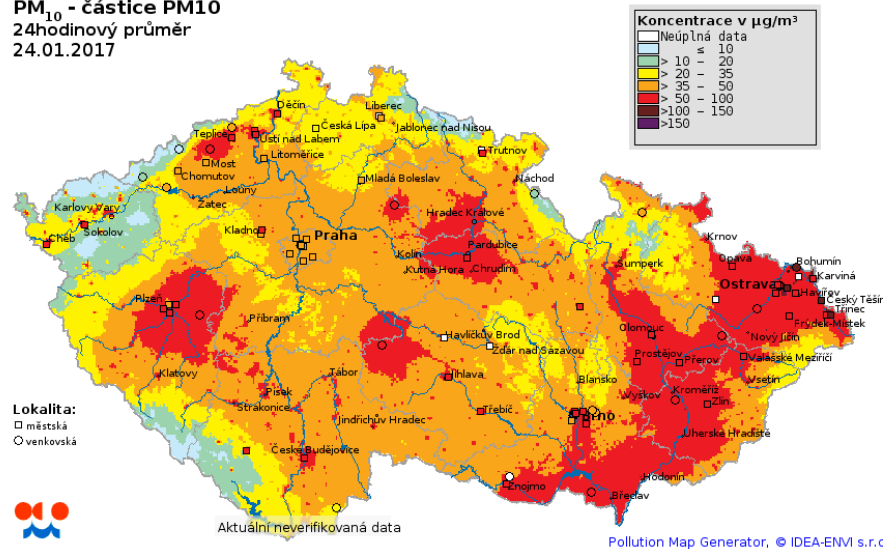 PM10 - částice PM10
24hodinový průměr
24.01.2017
Koncentrace v µg/m³
Neúplná data
≤ 10
> 10 - 20
> 20 - 35
> 35 - 50
> 50 - 100
>100 - 150
>150
Děčín
Liberec
Teplice
Ústí nad Labem
Česká Lípa
Jablonec nad Nisou
Most
Litoměřice
Trutnov
Chomutov
Mladá Boleslav
Náchod
Louny
Karlovy Vary
Žatec
Hradec Králové
Sokolov
Cheb
Kladno
Praha
Krnov
Pardubice
Opava
Bohumín
Kolín
Šumperk
Karviná
Kutná Hora
Chrudim
Ostrava
Havířov
Český Těšín
Plzeň
Třinec
Příbram
Frýdek-Místek
Olomouc
Havlíčkův Brod
Nový Jičín
Žďár nad Sázavou
Prostějov
Přerov
Valašské Meziříčí
Klatovy
Tábor
Jihlava
Blansko
Vsetín
Písek
Kroměříž
Vyškov
Zlín
Strakonice
Třebíč
Brno
Jindřichův Hradec
Uherské Hradiště
České Budějovice
Hodonín
Znojmo
Břeclav
Lokalita:
městská
venkovská
Aktuální neverifikovaná data
Pollution Map Generator, © IDEA-ENVI s.r.o